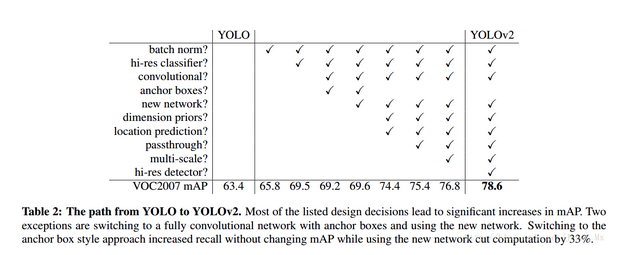 YOLO YOLOv2
batch norm? ✓ ✓ ✓ ✓ ✓ ✓ ✓ ✓
hi-res classifier? ✓ ✓ ✓ ✓ ✓ ✓ ✓
convolutional? ✓ ✓ ✓ ✓ ✓ ✓
anchor boxes? ✓ ✓
new network? ✓ ✓ ✓ ✓ ✓
dimension priors? ✓ ✓ ✓ ✓
location prediction? ✓ ✓ ✓ ✓
passthrough? ✓ ✓ ✓
multi-scale? ✓ ✓
hi-res detector? ✓
VOC2007 mAP 63.4 65.8 69.5 69.2 69.6 74.4 75.4 76.8 78.6
Table 2: The path from YOLO to YOLOv2. Most of the listed design decisions lead to significant increases in mAP. Two
exceptions are switching to a fully convolutional network with anchor boxes and using the new network. Switching to the
anchor box style approach increased recall without changing mAP while using the new network cut computation by 33%.